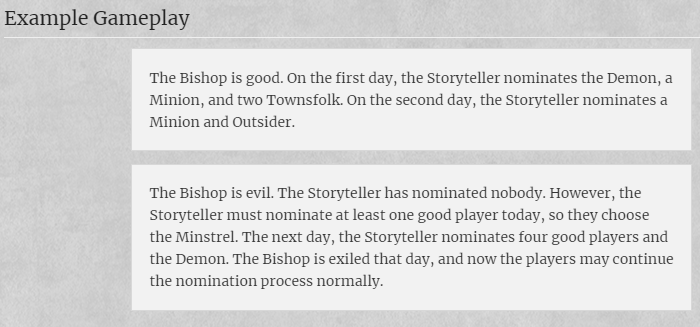 Example Gameplay
The Bishop is good. On the first day, the Storyteller nominates the Demon, a
Minion, and two Townsfolk. On the second day, the Storyteller nominates a
Minion and Outsider.
The Bishop is evil. The Storyteller has nominated nobody. However, the
Storyteller must nominate at least one good player today, so they choose
the Minstrel. The next day, the Storyteller nominates four good players and
the Demon. The Bishop is exiled that day, and now the players may continue
the nomination process normally.